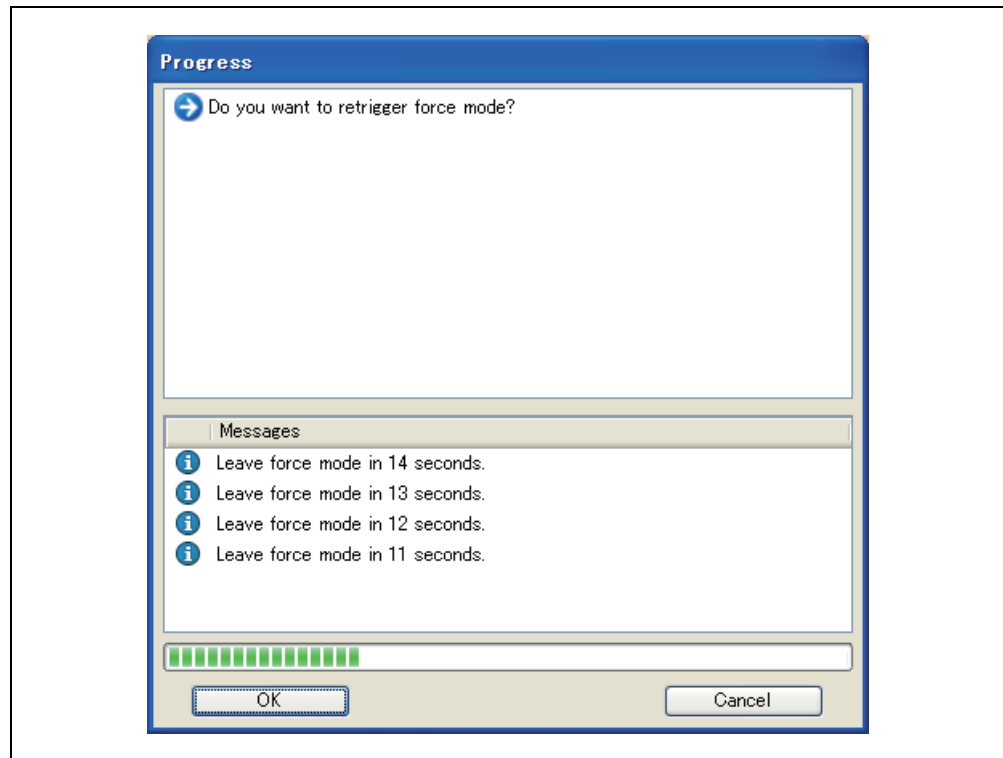 Progress
Do you want to retrigger force mode?
Messages
Leave force mode in 14 seconds.
Leave force mode in 13 seconds.
Leave force mode in 12 seconds.
Leave force mode in 11 seconds.
OK
Cancel